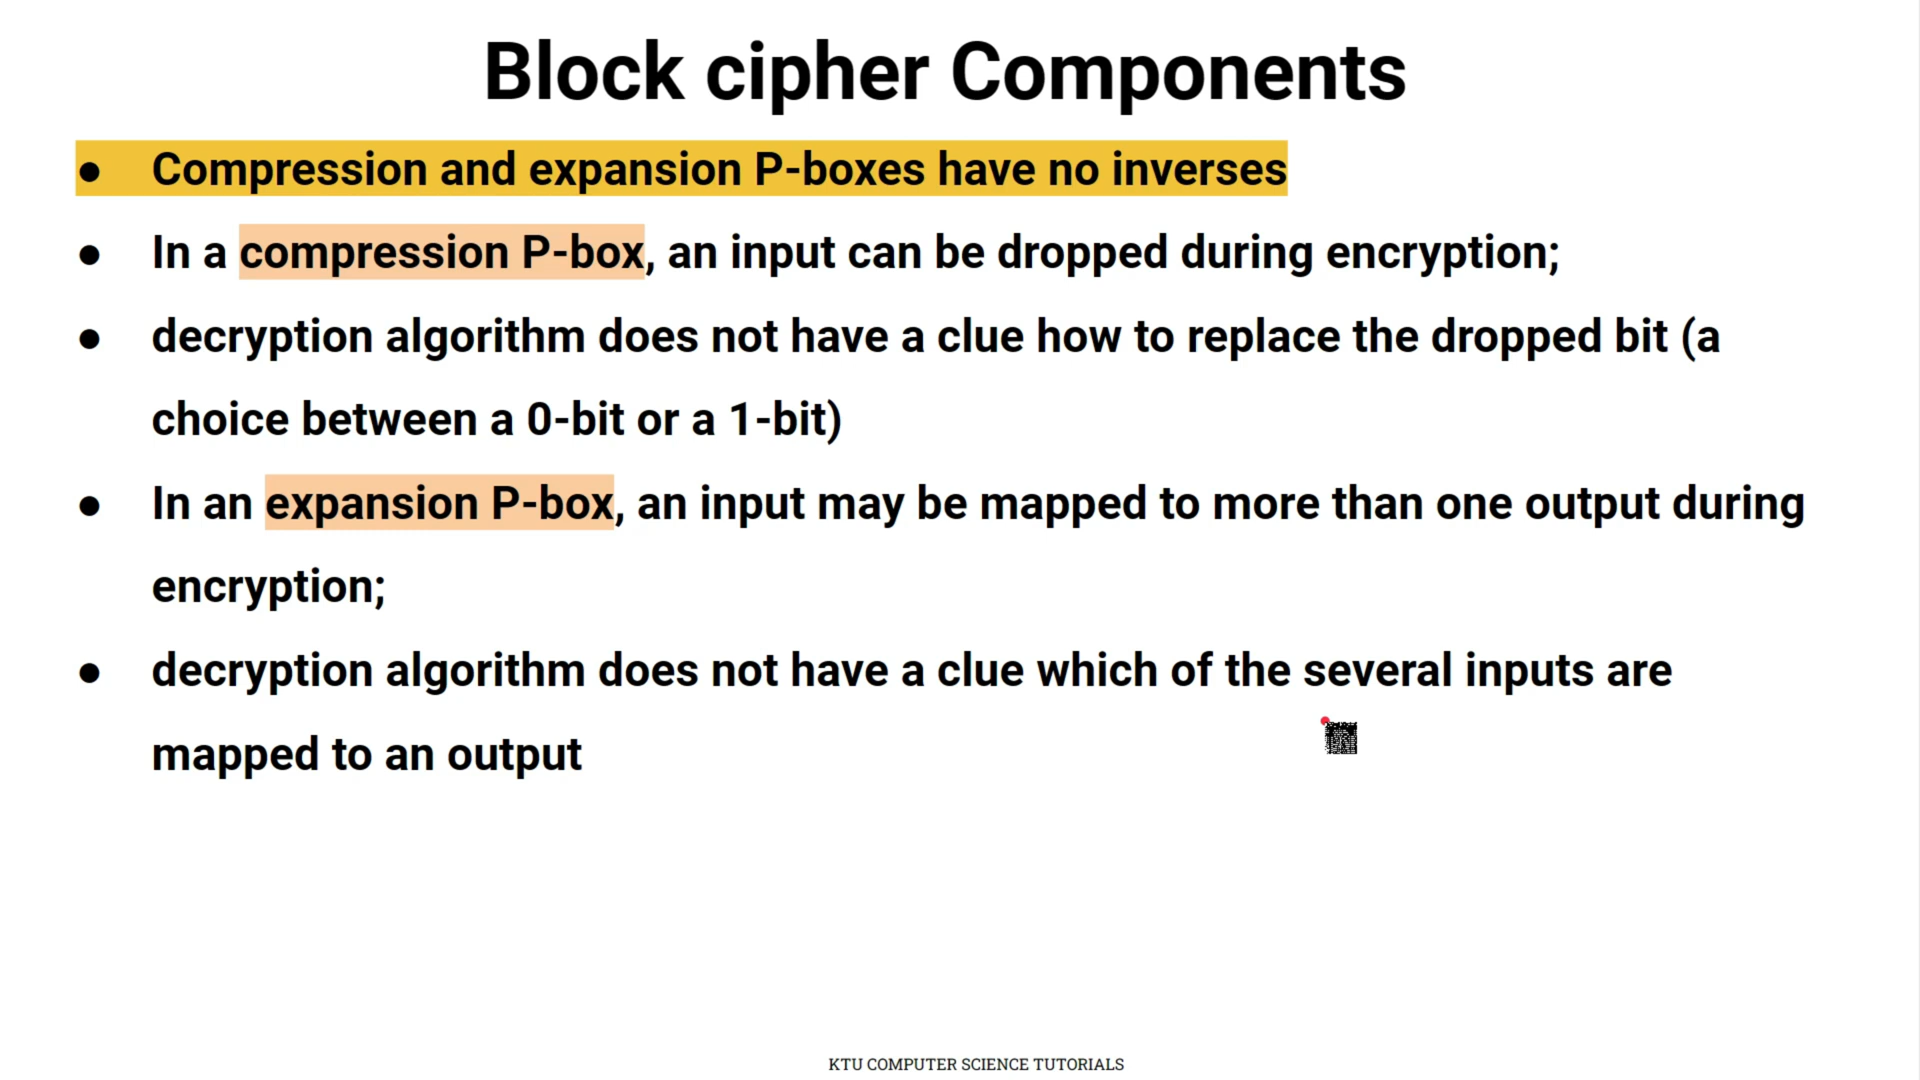 Block cipher Components
● Compression and expansion P-boxes have no inverses
● In a compression P-box, an input can be dropped during encryption;
● decryption algorithm does not have a clue how to replace the dropped bit (a
choice between a 0-bit or a 1-bit)
● In an expansion P-box, an input may be mapped to more than one output during
encryption;
● decryption algorithm does not have a clue which of the several inputs are
mapped to an output
KTU COMPUTER SCIENCE TUTORIALS